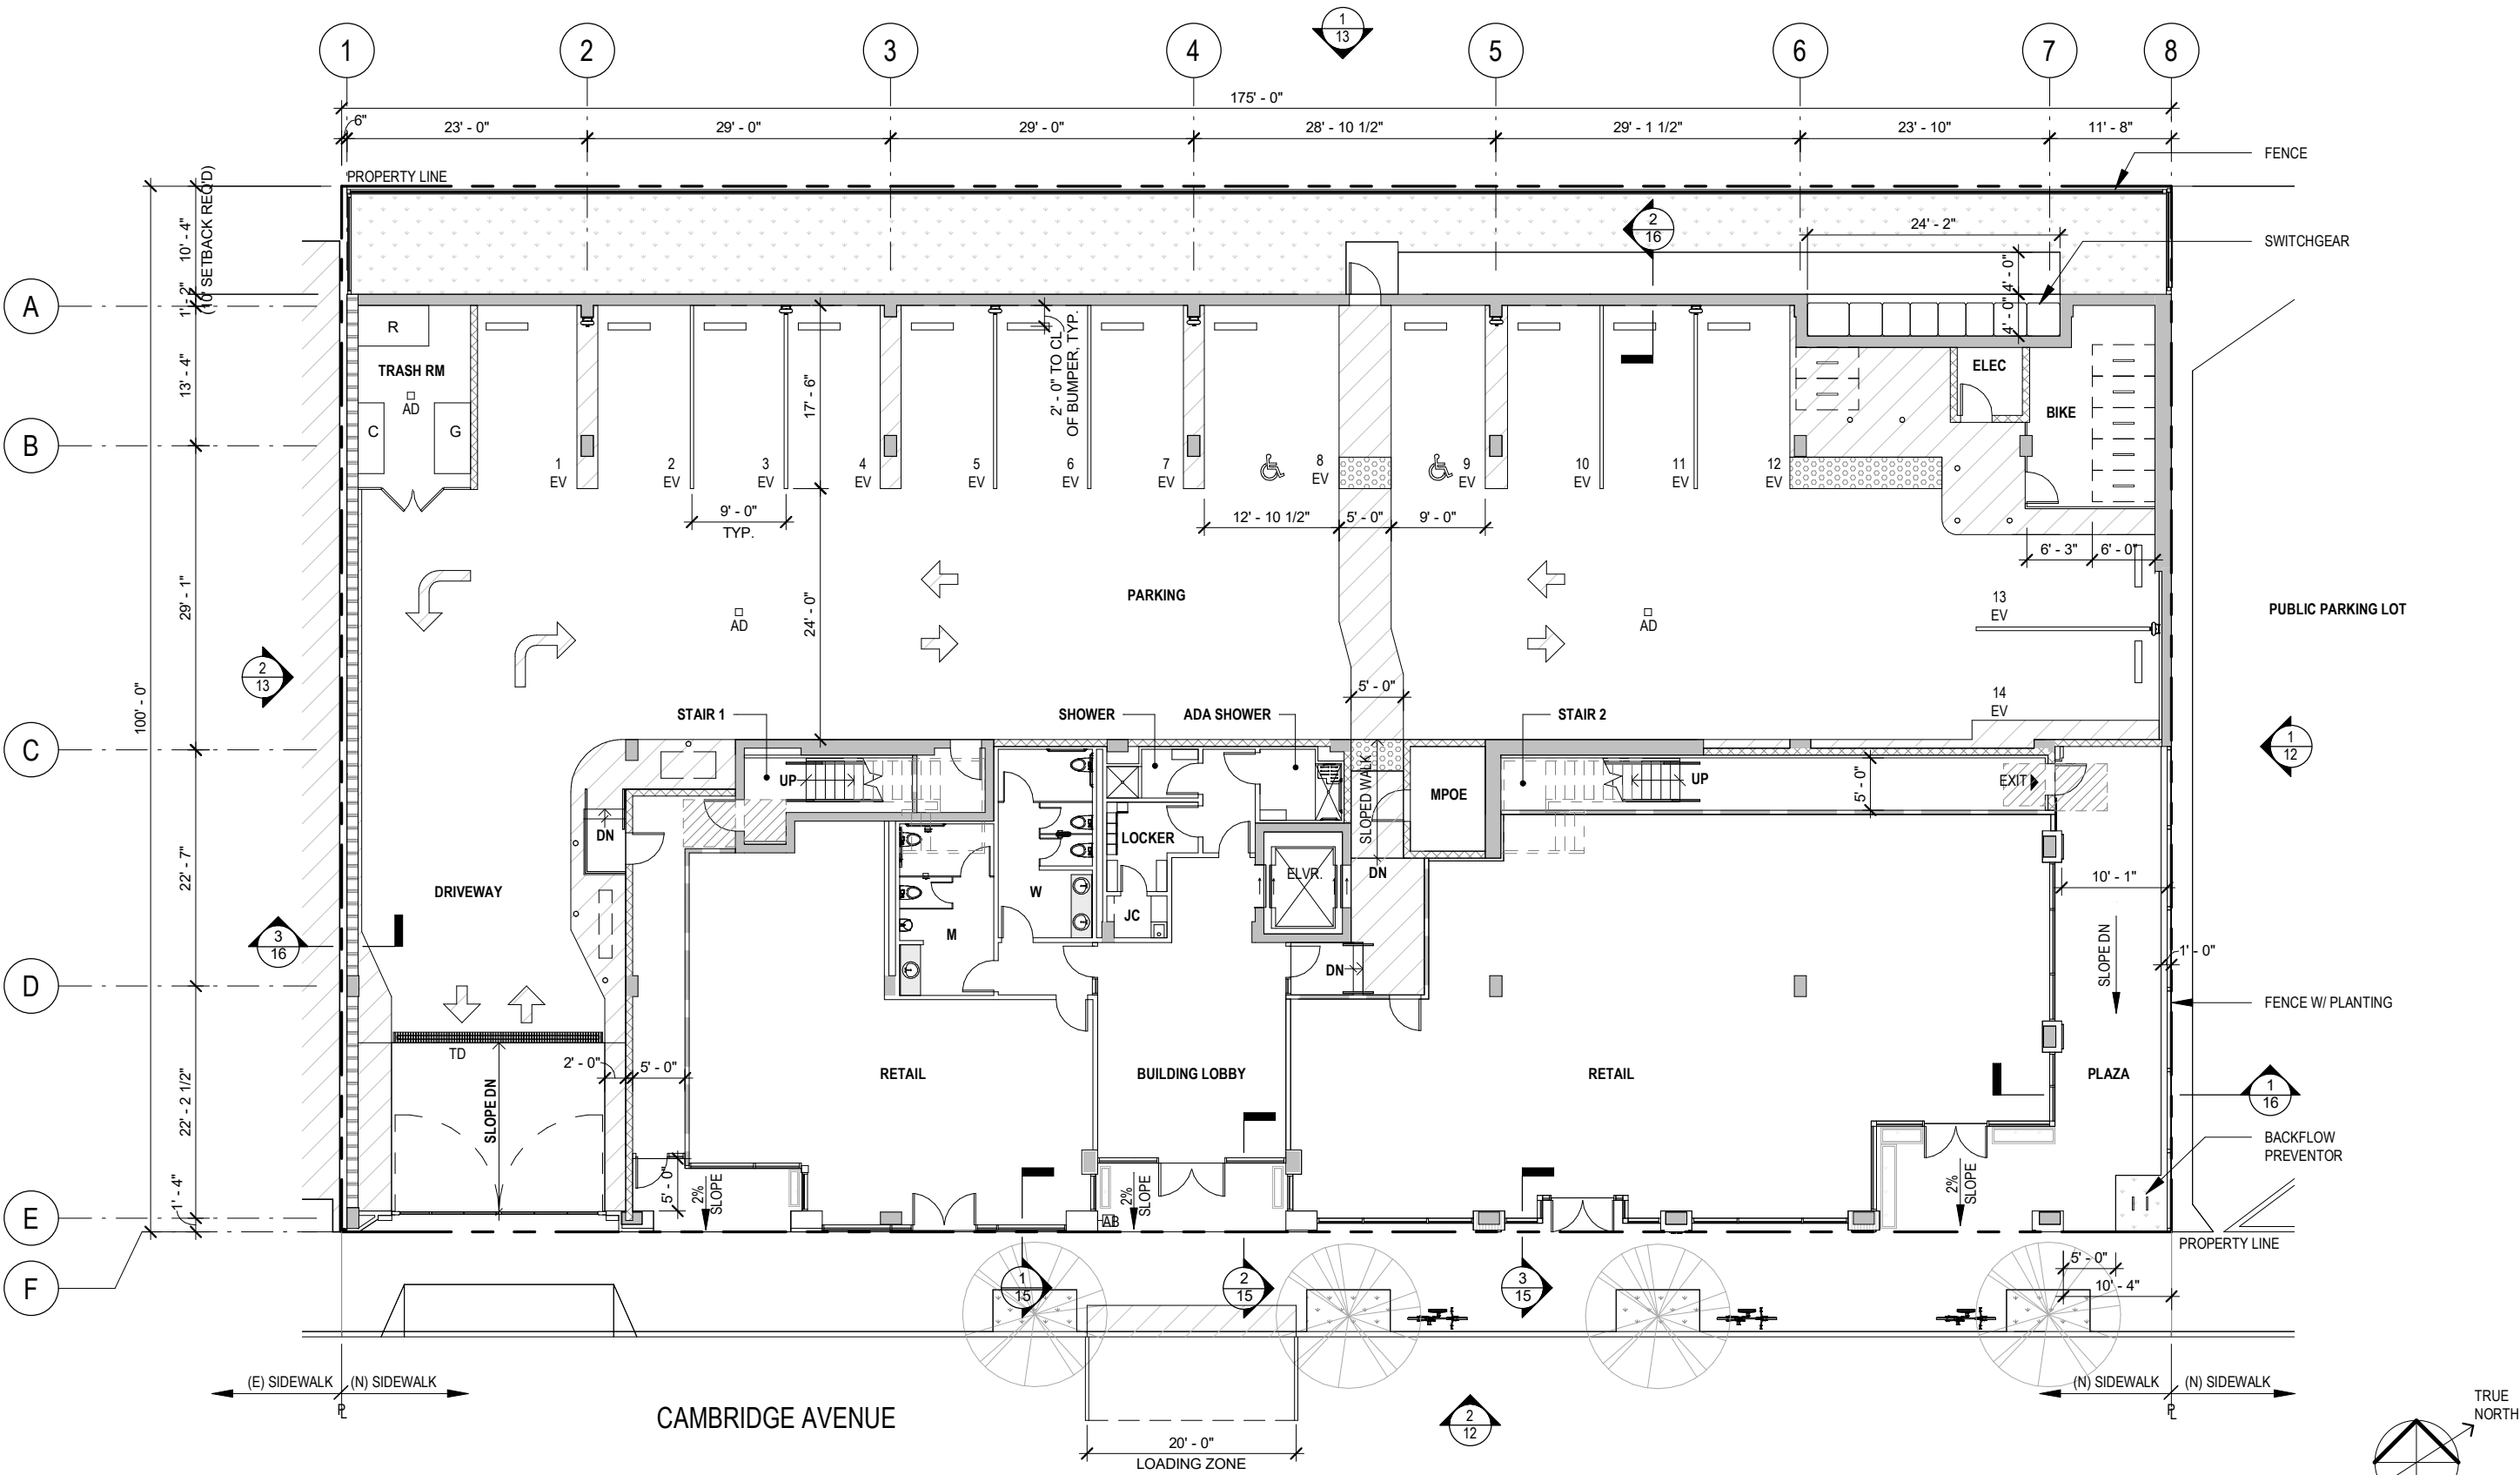 1
13
1
2
3
4
5
6
7
8
175' - 0"
6"
23' - 0"
29' - 0"
29' - 0"
28' - 10 1/2"
29' - 1 1/2"
23' - 10"
11' - 8"
FENCE
PROPERTY LINE
10' - 4"
(10' SETBACK REQ'D)
2
16
24' - 2"
SWITCHGEAR
4' - 0"
4' - 0"
A
1' - 2"
R
TRASH RM
AD
C
G
13' - 4"
17' - 6"
2' - 0" TO CL
OF BUMPER, TYP.
ELEC
BIKE
B
1
EV
2
EV
3
EV
4
EV
5
EV
6
EV
7
EV
8
EV
9
EV
10
EV
11
EV
12
EV
9' - 0"
TYP.
12' - 10 1/2"
5' - 0"
9' - 0"
6' - 3"
6' - 0"
29' - 1"
24' - 0"
PARKING
AD
AD
13
EV
PUBLIC PARKING LOT
2
13
100' - 0"
14
EV
5' - 0"
STAIR 1
SHOWER
ADA SHOWER
STAIR 2
C
1
12
UP
UP
EXIT
5' - 0"
SLOPED WALK
MPOE
DN
LOCKER
ELVR.
DN
22' - 7"
DRIVEWAY
W
JC
M
10' - 1"
3
16
DN
SLOPE DN
1' - 0"
D
FENCE W/ PLANTING
TD
2' - 0"
5' - 0"
RETAIL
BUILDING LOBBY
RETAIL
PLAZA
1
16
22' - 2 1/2"
SLOPE DN
BACKFLOW
PREVENTOR
5' - 0"
2%
SLOPE
2%
SLOPE
2%
SLOPE
1' - 4"
E
AB
PROPERTY LINE
F
1
15
2
15
3
15
5' - 0"
10' - 4"
(E) SIDEWALK
(N) SIDEWALK
(N) SIDEWALK
(N) SIDEWALK
PL
PL
CAMBRIDGE AVENUE
2
12
20' - 0"
LOADING ZONE
TRUE
NORTH